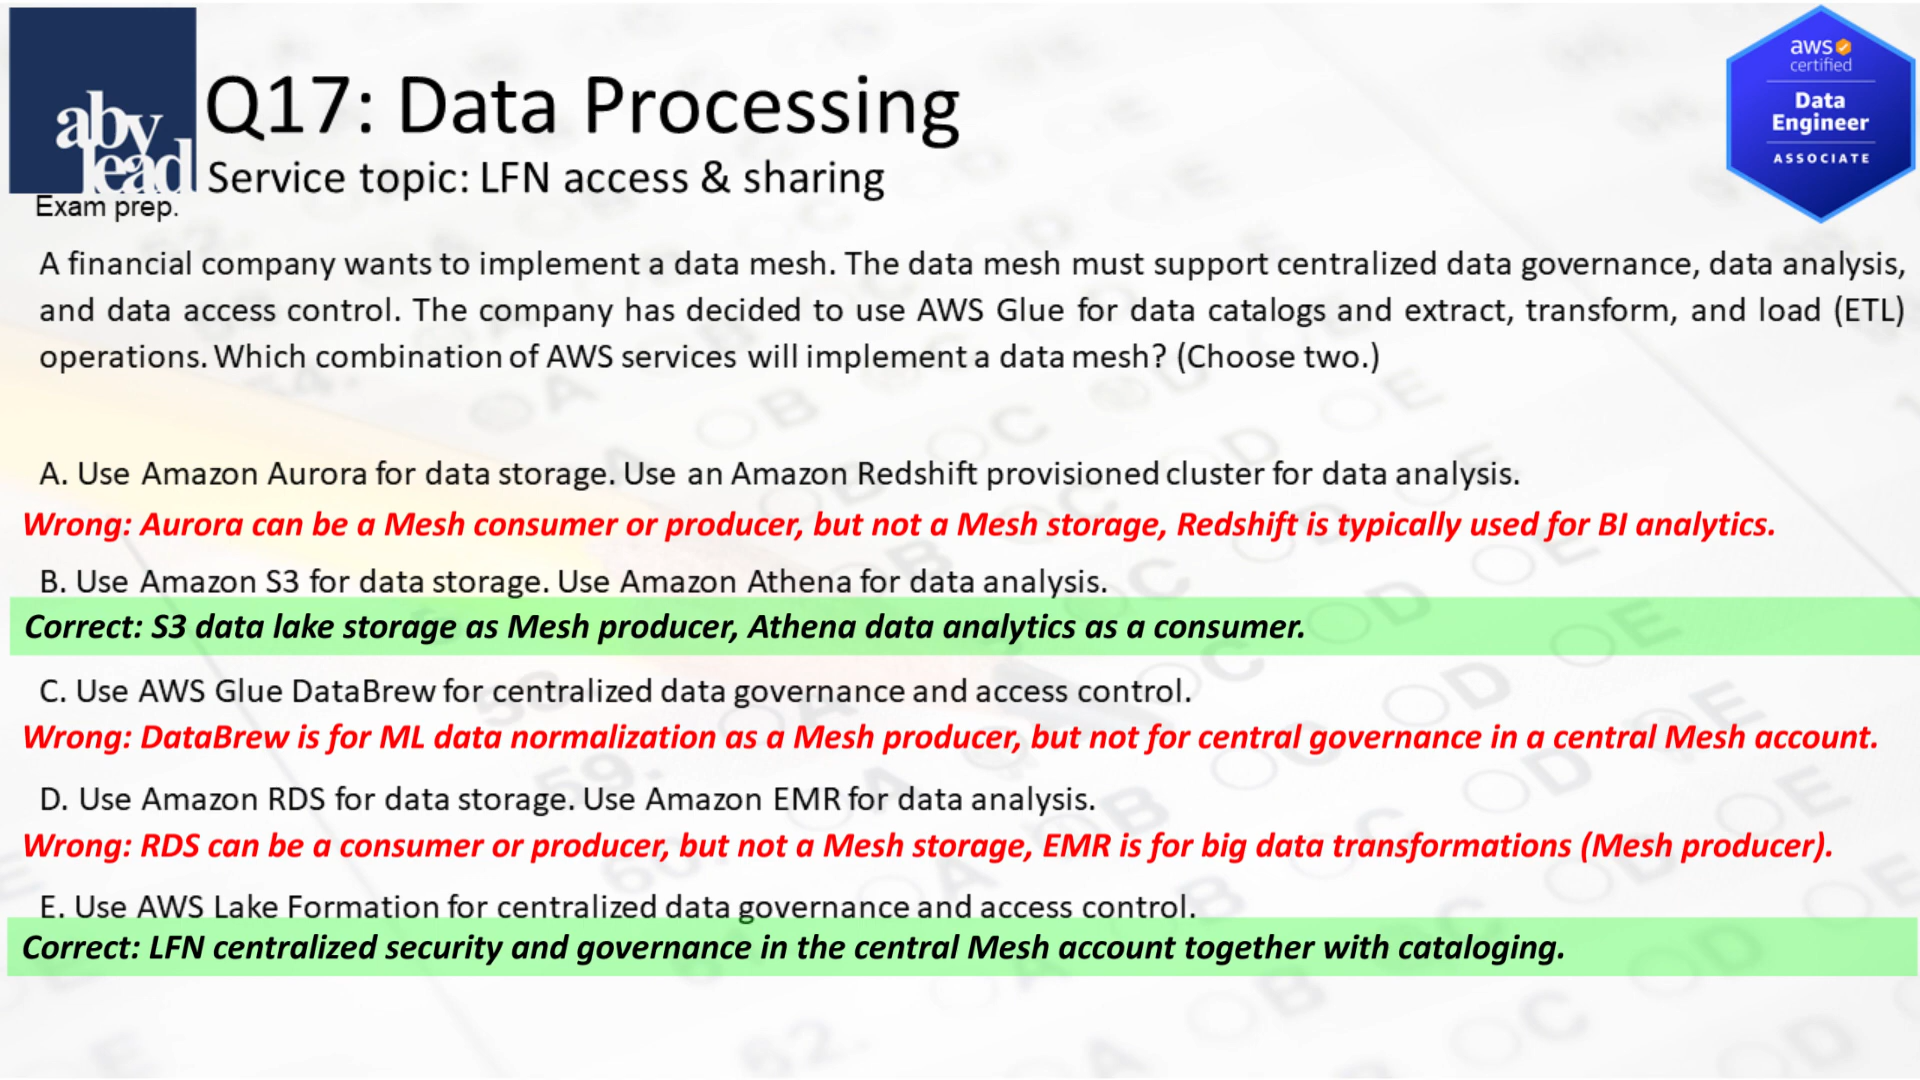 aby
lead
Exam prep.
Q17: Data Processing
Service topic: LFN access & sharing
aws
certified
Data
Engineer
ASSOCIATE
A financial company wants to implement a data mesh. The data mesh must support centralized data governance, data analysis,
and data access control. The company has decided to use AWS Glue for data catalogs and extract, transform, and load (ETL)
operations. Which combination of AWS services will implement a data mesh? (Choose two.)
A. Use Amazon Aurora for data storage. Use an Amazon Redshift provisioned cluster for data analysis.
Wrong: Aurora can be a Mesh consumer or producer, but not a Mesh storage, Redshift is typically used for BI analytics.
B. Use Amazon S3 for data storage. Use Amazon Athena for data analysis.
Correct: S3 data lake storage as Mesh producer, Athena data analytics as a consumer.
C. Use AWS Glue DataBrew for centralized data governance and access control.
Wrong: DataBrew is for ML data normalization as a Mesh producer, but not for central governance in a central Mesh account.
D. Use Amazon RDS for data storage. Use Amazon EMR for data analysis.
Wrong: RDS can be a consumer or producer, but not a Mesh storage, EMR is for big data transformations (Mesh producer).
E. Use AWS Lake Formation for centralized data governance and access control.
Correct: LFN centralized security and governance in the central Mesh account together with cataloging.